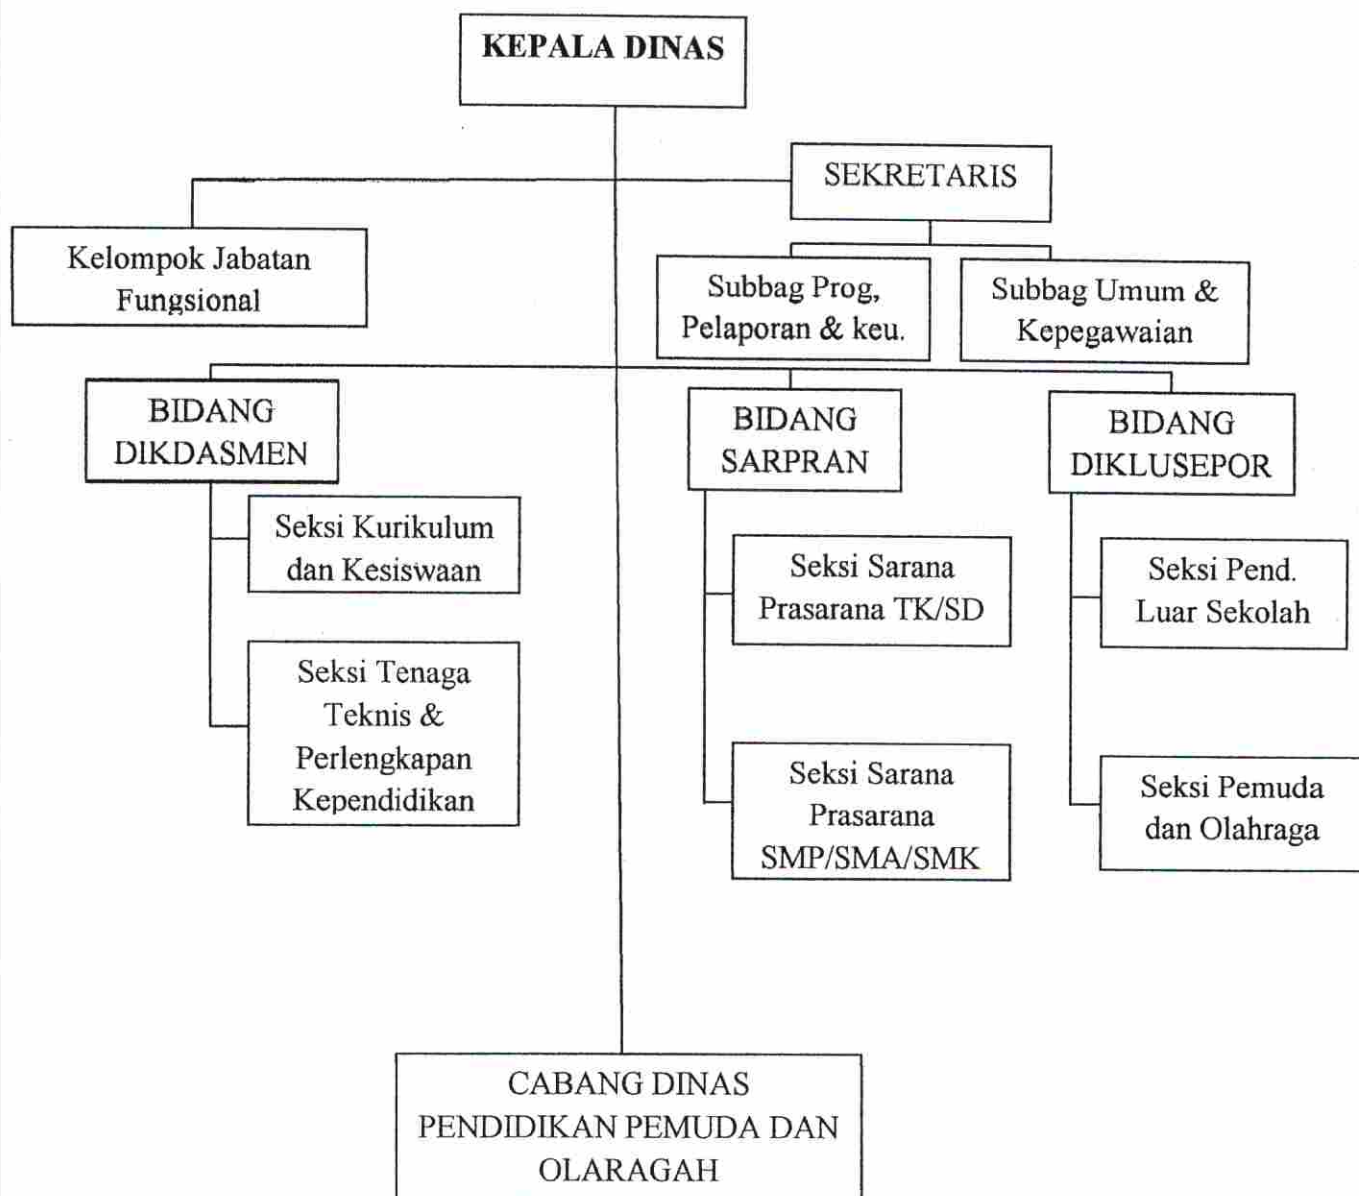 KEPALA DINAS
SEKRETARIS
Kelompok Jabatan
Fungsional
Subbag Prog,
Pelaporan & keu.
Subbag Umum &
Kepegawaian
BIDANG
DIKDASMEN
BIDANG
SARPRAN
BIDANG
DIKLUSEPOR
Seksi Kurikulum
dan Kesiswaan
Seksi Tenaga
Teknis &
Perlengkapan
Kependidikan
Seksi Sarana
Prasarana TK/SD
Seksi Sarana
Prasarana
SMP/SMA/SMK
Seksi Pend.
Luar Sekolah
Seksi Pemuda
dan Olahraga
CABANG DINAS
PENDIDIKAN PEMUDA DAN
OLARAGAH